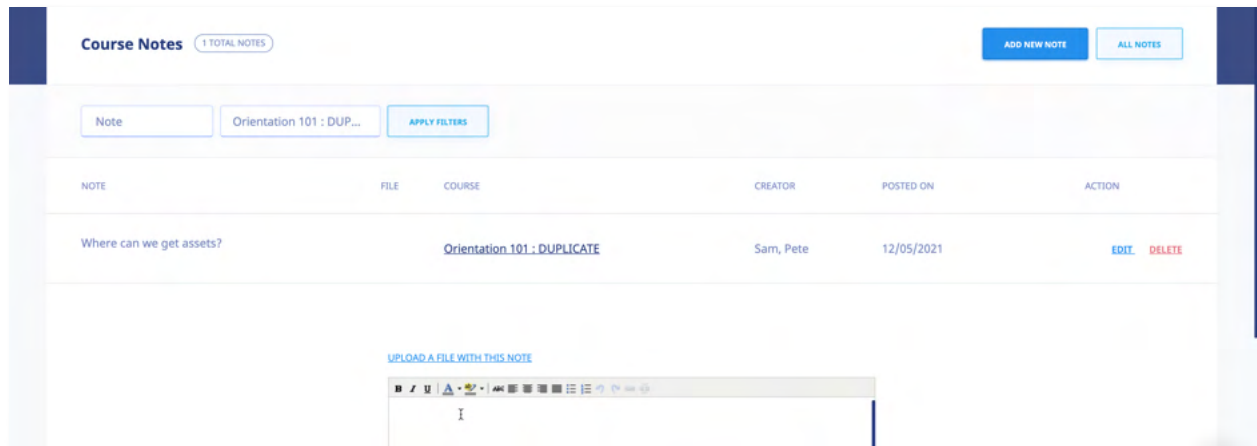 Course Notes 1 TOTAL NOTES ADD NEW NOTE ALL NOTES
Note Orientation 101 : DUP... APPLY FILTERS
NOTE FILE COURSE CREATOR POSTED ON ACTION
Where can we get assets? Orientation 101 : DUPLICATE Sam, Pete 12/05/2021 EDIT DELETE
UPLOAD A FILE WITH THIS NOTE
B I U A ABC